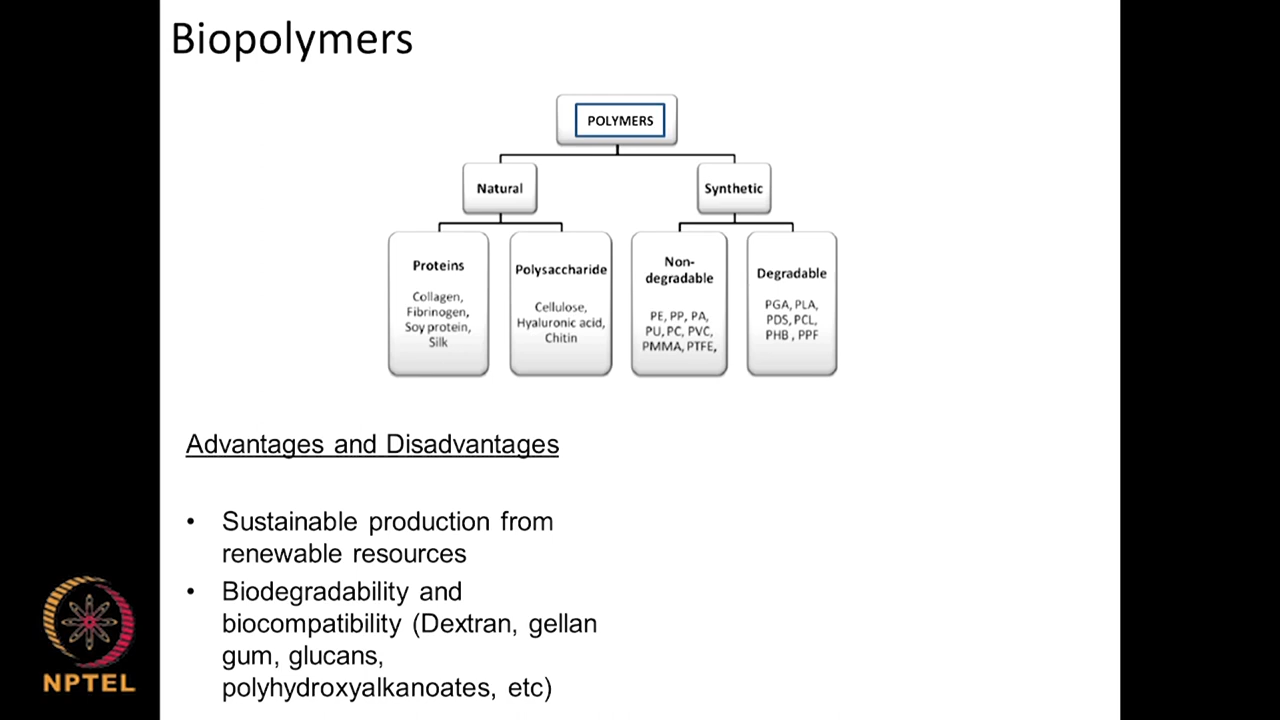 Biopolymers
POLYMERS
Natural
Synthetic
Proteins
Collagen,
Fibrinogen,
Soy protein,
Silk
Polysaccharide
Cellulose,
Hyaluronic acid,
Chitin
Non-
degradable
PE, PP, PA,
PU, PC, PVC,
PMMA, PTFE,
Degradable
PGA, PLA,
PDS, PCL,
PHB , PPF
Advantages and Disadvantages
• Sustainable production from
renewable resources
• Biodegradability and
biocompatibility (Dextran, gellan
gum, glucans,
polyhydroxyalkanoates, etc)
NPTEL